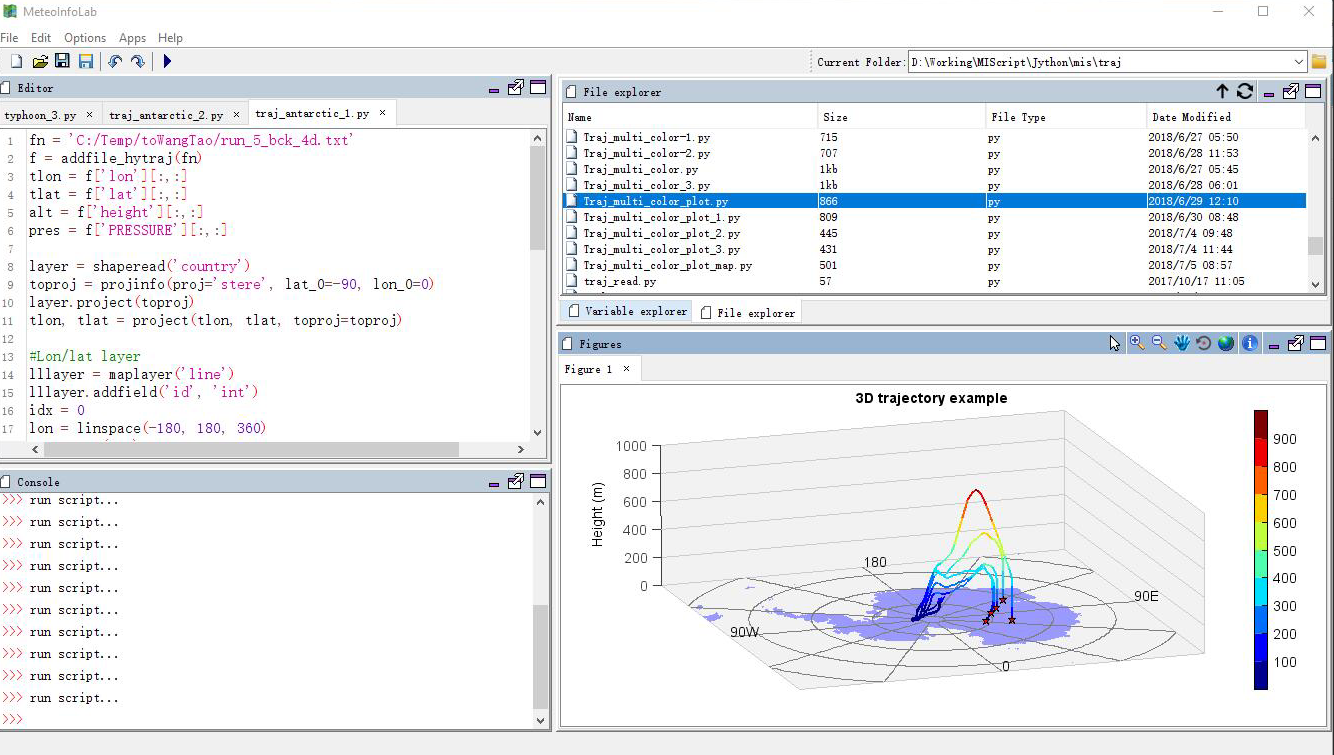 MeteoInfoLab
File Edit Options Apps Help
Current Folder: D:\Working\MIScript\Jython\mis\traj
Editor
typhoon_3.py × traj_antarctic_2.py × traj_antarctic_1.py ×
1 fn = 'C:/Temp/toWangTao/run_5_bck_4d.txt'
2 f = addfile_hytraj(fn)
3 tlon = f['lon'][:,:]
4 tlat = f['lat'][:,:]
5 alt = f['height'][:,:]
6 pres = f['PRESSURE'][:,:]
7
8 layer = shaperead('country')
9 toproj = projinfo(proj='stere', lat_0=-90, lon_0=0)
10 layer.project(toproj)
11 tlon, tlat = project(tlon, tlat, toproj=toproj)
12
13 #Lon/lat layer
14 lllayer = maplayer('line')
15 lllayer.addfield('id', 'int')
16 idx = 0
17 lon = linspace(-180, 180, 360)
Console
>>> run script...
>>> run script...
>>> run script...
>>> run script...
>>> run script...
>>> run script...
>>> run script...
>>> run script...
>>> run script...
>>> run script...
>>>
File explorer
Name Size File Type Date Modified
Traj_multi_color-1.py 715 py 2018/6/27 05:50
Traj_multi_color-2.py 707 py 2018/6/28 11:53
Traj_multi_color.py 1kb py 2018/6/27 05:45
Traj_multi_color_3.py 1kb py 2018/6/28 06:01
Traj_multi_color_plot.py 866 py 2018/6/29 12:10
Traj_multi_color_plot_1.py 809 py 2018/6/30 08:48
Traj_multi_color_plot_2.py 445 py 2018/7/4 09:48
Traj_multi_color_plot_3.py 431 py 2018/7/4 11:44
Traj_multi_color_plot_map.py 501 py 2018/7/5 08:57
traj_read.py 57 py 2017/10/17 11:05
Variable explorer File explorer
Figures
Figure 1 ×
3D trajectory example
Height (m)
1000
800
600
400
200
0
180
90E
90W
0
900
800
700
600
500
400
300
200
100